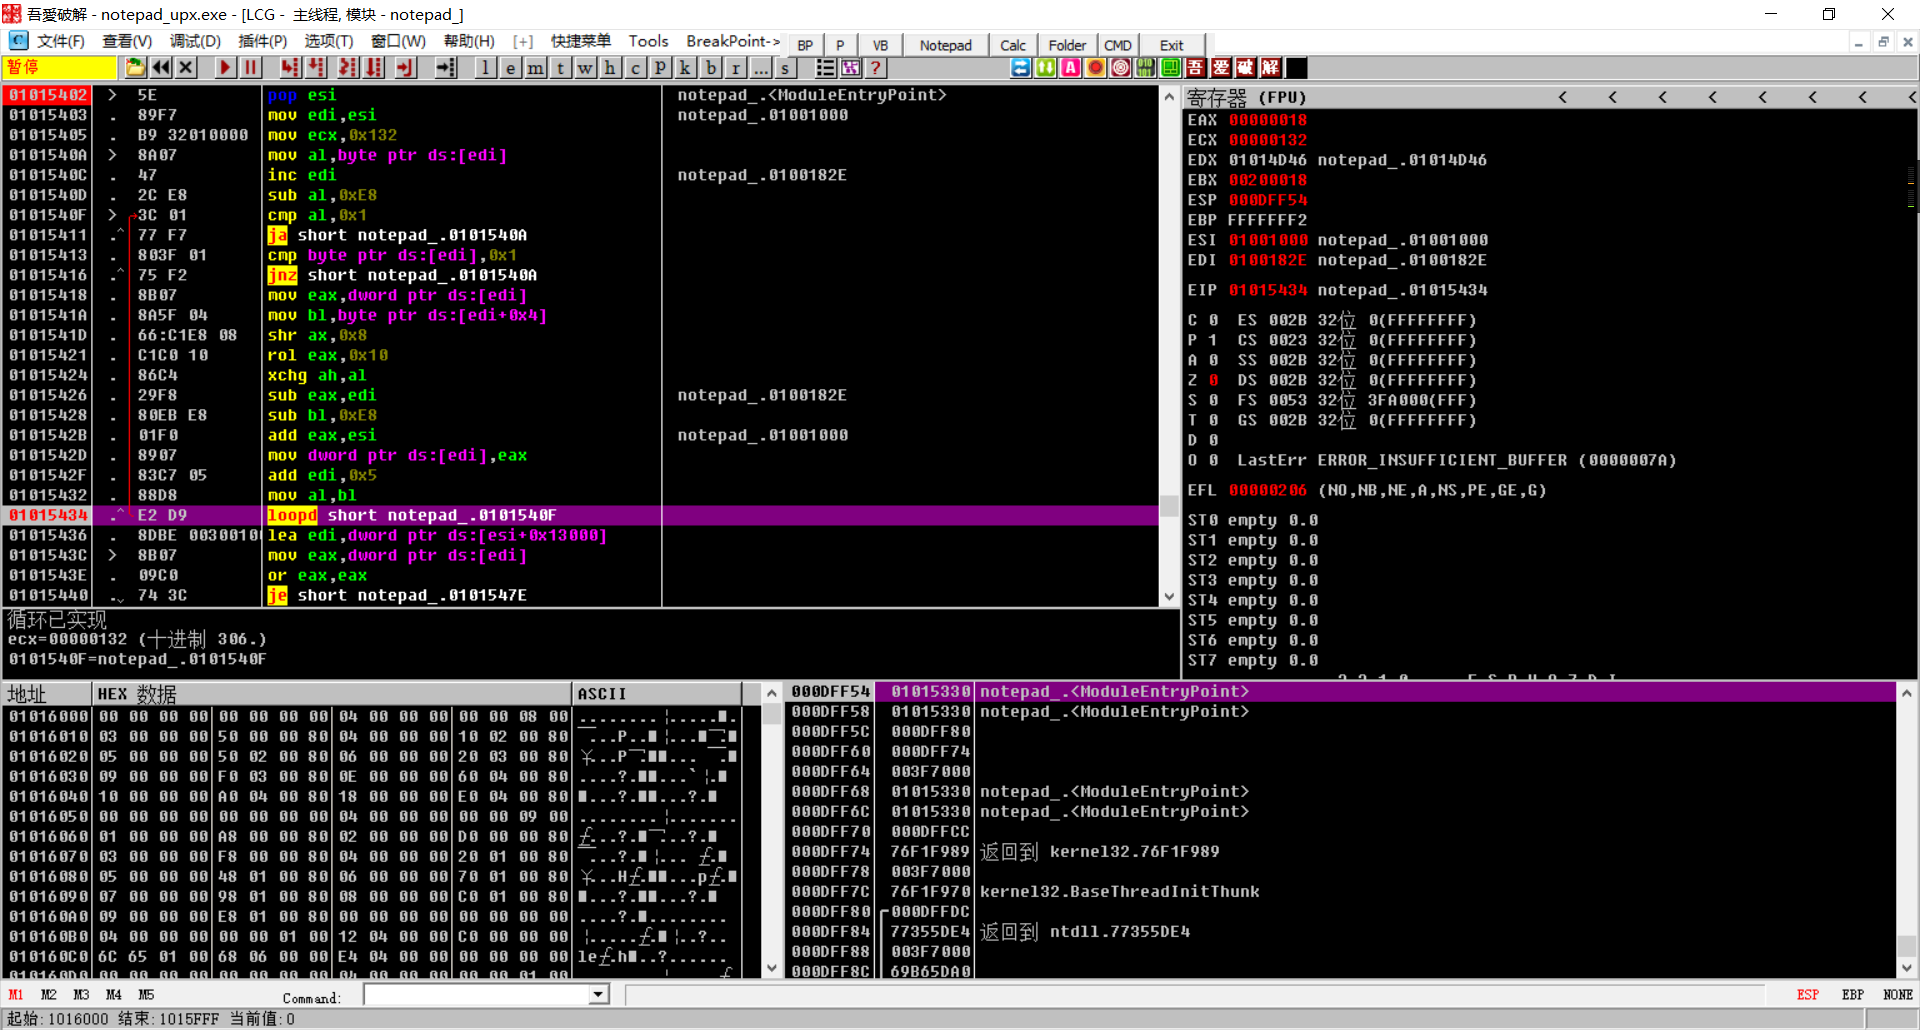 吾愛破解 - notepad_upx.exe - [LCG -  主线程, 模块 - notepad_]
文件(F) 查看(V) 调试(D) 插件(P) 选项(T) 窗口(W) 帮助(H) [+] 快捷菜单 Tools BreakPoint-> BP P VB Notepad Calc Folder CMD Exit
暂停 l e m t w h c p k b r ... s ? 吾 爱 破 解
01015402 > 5E pop esi notepad_.<ModuleEntryPoint>
01015403 . 89F7 mov edi,esi notepad_.01001000
01015405 . B9 32010000 mov ecx,0x132
0101540A > 8A07 mov al,byte ptr ds:[edi]
0101540C . 47 inc edi notepad_.0100182E
0101540D . 2C E8 sub al,0xE8
0101540F > 3C 01 cmp al,0x1
01015411 .^ 77 F7 ja short notepad_.0101540A
01015413 . 803F 01 cmp byte ptr ds:[edi],0x1
01015416 .^ 75 F2 jnz short notepad_.0101540A
01015418 . 8B07 mov eax,dword ptr ds:[edi]
0101541A . 8A5F 04 mov bl,byte ptr ds:[edi+0x4]
0101541D . 66:C1E8 08 shr ax,0x8
01015421 . C1C0 10 rol eax,0x10
01015424 . 86C4 xchg ah,al
01015426 . 29F8 sub eax,edi notepad_.0100182E
01015428 . 80EB E8 sub bl,0xE8
0101542B . 01F0 add eax,esi notepad_.01001000
0101542D . 8907 mov dword ptr ds:[edi],eax
0101542F . 83C7 05 add edi,0x5
01015432 . 88D8 mov al,bl
01015434 .^ E2 D9 loopd short notepad_.0101540F
01015436 . 8DBE 0030010 lea edi,dword ptr ds:[esi+0x13000]
0101543C > 8B07 mov eax,dword ptr ds:[edi]
0101543E . 09C0 or eax,eax
01015440 .v 74 3C je short notepad_.0101547E
循环已实现
ecx=00000132 (十进制 306.)
0101540F=notepad_.0101540F
寄存器 (FPU) < < < < < < < <
EAX 00000018
ECX 00000132
EDX 01014D46 notepad_.01014D46
EBX 00200018
ESP 000DFF54
EBP FFFFFFF2
ESI 01001000 notepad_.01001000
EDI 0100182E notepad_.0100182E
EIP 01015434 notepad_.01015434
C 0 ES 002B 32位 0(FFFFFFFF)
P 1 CS 0023 32位 0(FFFFFFFF)
A 0 SS 002B 32位 0(FFFFFFFF)
Z 0 DS 002B 32位 0(FFFFFFFF)
S 0 FS 0053 32位 3FA000(FFF)
T 0 GS 002B 32位 0(FFFFFFFF)
D 0
O 0 LastErr ERROR_INSUFFICIENT_BUFFER (0000007A)
EFL 00000206 (NO,NB,NE,A,NS,PE,GE,G)
ST0 empty 0.0
ST1 empty 0.0
ST2 empty 0.0
ST3 empty 0.0
ST4 empty 0.0
ST5 empty 0.0
ST6 empty 0.0
ST7 empty 0.0
地址 HEX 数据 ASCII
01016000 00 00 00 00 00 00 00 00 04 00 00 00 00 00 08 00
01016010 03 00 00 00 50 00 00 80 04 00 00 00 10 02 00 80
01016020 05 00 00 00 50 02 00 80 06 00 00 00 20 03 00 80
01016030 09 00 00 00 F0 03 00 80 0E 00 00 00 60 04 00 80
01016040 10 00 00 00 A0 04 00 80 18 00 00 00 E0 04 00 80
01016050 00 00 00 00 00 00 00 00 04 00 00 00 00 00 09 00
01016060 01 00 00 00 A8 00 00 80 02 00 00 00 D0 00 00 80
01016070 03 00 00 00 F8 00 00 80 04 00 00 00 20 01 00 80
01016080 05 00 00 00 48 01 00 80 06 00 00 00 70 01 00 80
01016090 07 00 00 00 98 01 00 80 08 00 00 00 C0 01 00 80
010160A0 09 00 00 00 E8 01 00 80 00 00 00 00 00 00 00 00
010160B0 04 00 00 00 00 00 01 00 12 04 00 00 C0 00 00 00
010160C0 6C 65 01 00 68 06 00 00 E4 04 00 00 00 00 00 00
010160D0 00 00 00 00 00 00 00 00 04 00 00 00 00 00 01 00
000DFF54 01015330 notepad_.<ModuleEntryPoint>
000DFF58 01015330 notepad_.<ModuleEntryPoint>
000DFF5C 000DFF80
000DFF60 000DFF74
000DFF64 003F7000
000DFF68 01015330 notepad_.<ModuleEntryPoint>
000DFF6C 01015330 notepad_.<ModuleEntryPoint>
000DFF70 000DFFCC
000DFF74 76F1F989 返回到 kernel32.76F1F989
000DFF78 003F7000
000DFF7C 76F1F970 kernel32.BaseThreadInitThunk
000DFF80 000DFFDC
000DFF84 77355DE4 返回到 ntdll.77355DE4
000DFF88 003F7000
000DFF8C 69B65DA0
M1 M2 M3 M4 M5 Command: ESP EBP NONE
起始:1016000 结束:1015FFF 当前值:0